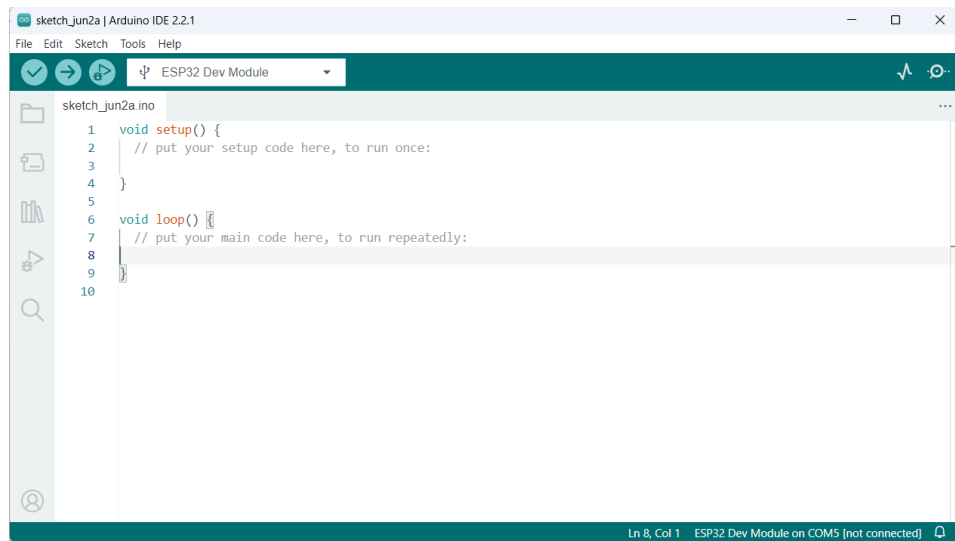 sketch_jun2a | Arduino IDE 2.2.1
File Edit Sketch Tools Help
ESP32 Dev Module
sketch_jun2a.ino
1 void setup() {
2 // put your setup code here, to run once:
3
4 }
5
6 void loop() {
7 // put your main code here, to run repeatedly:
8
9 }
10
Ln 8, Col 1 ESP32 Dev Module on COM5 [not connected]